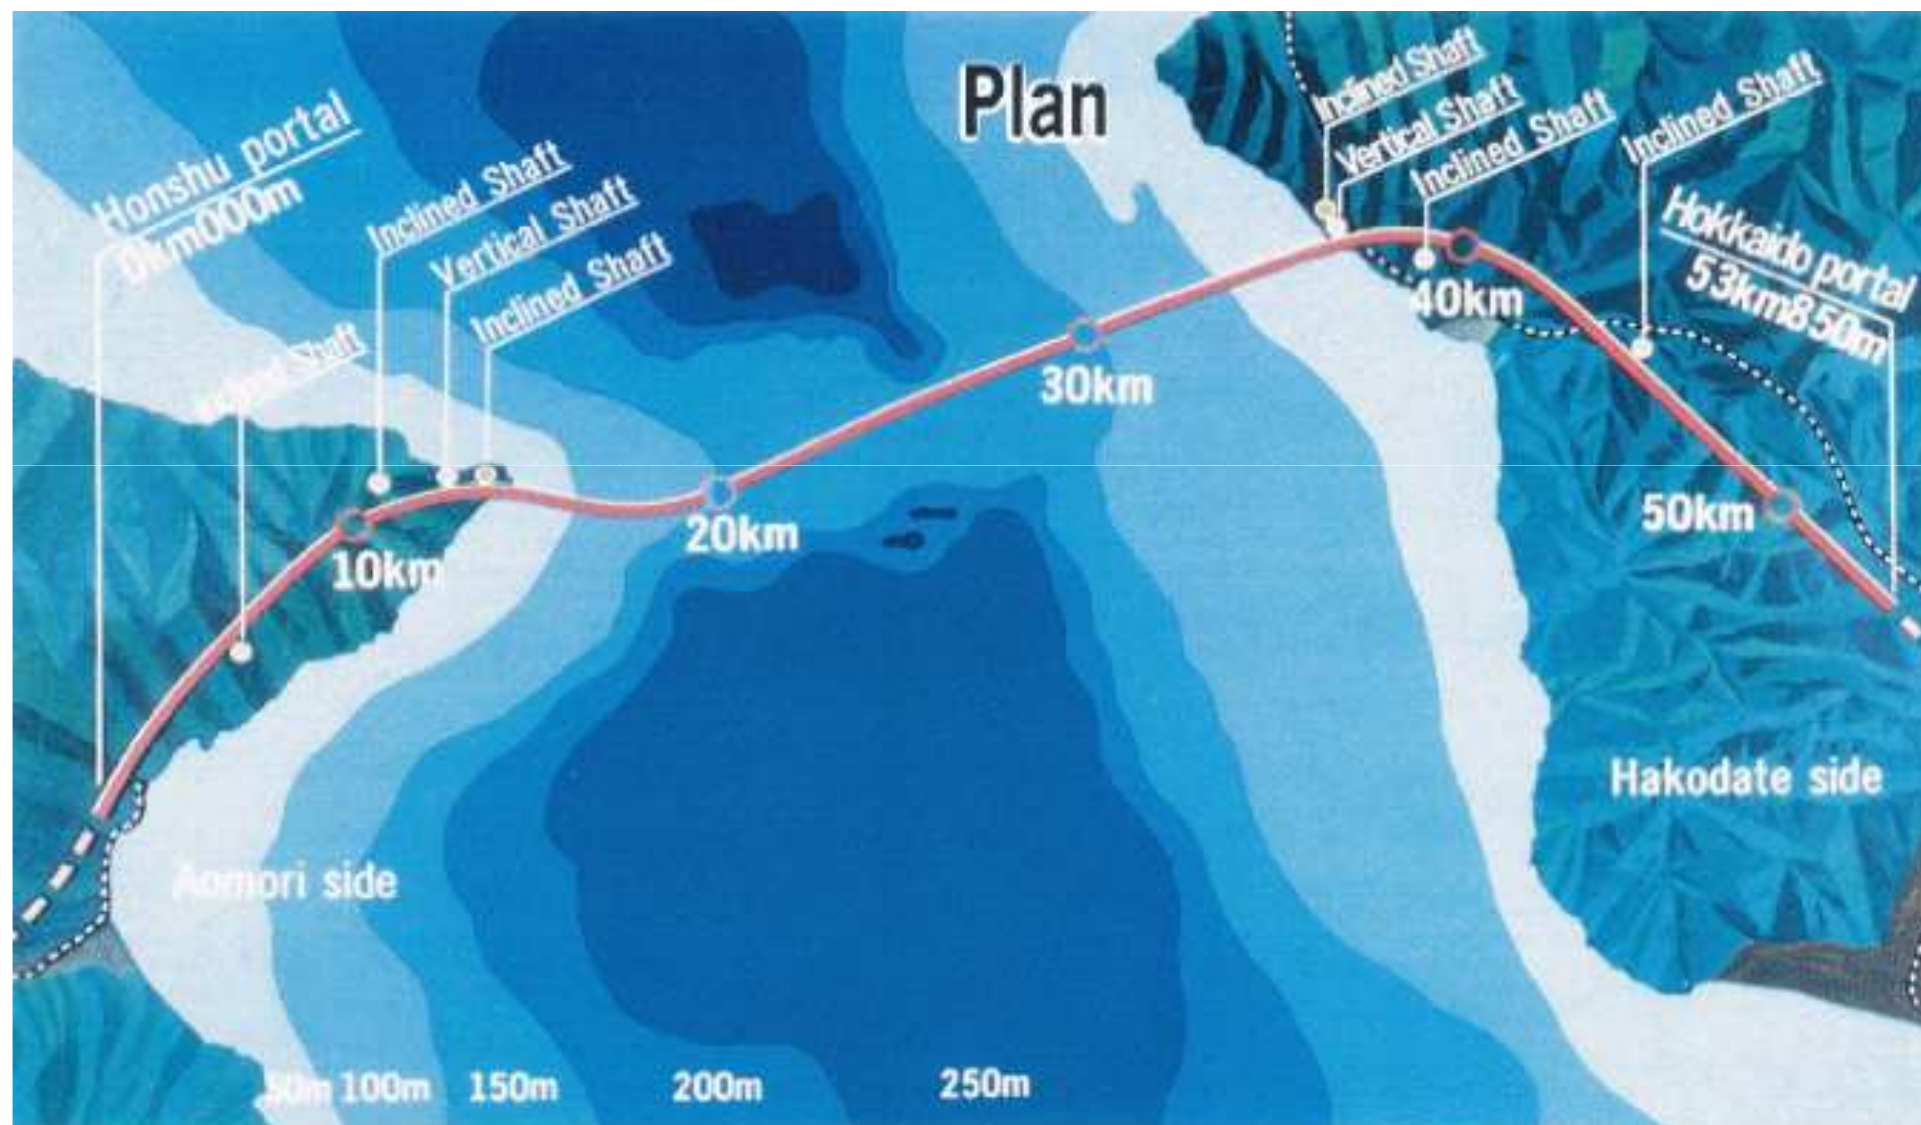 Plan
Honshu portal
0km000m
Inclined Shaft
Vertical Shaft
Inclined Shaft
Shaft
Inclined Shaft
Vertical Shaft
Inclined Shaft
Inclined Shaft
Hokkaido portal
53km850m
10km
20km
30km
40km
50km
Aomori side
Hakodate side
50m 100m 150m 200m 250m